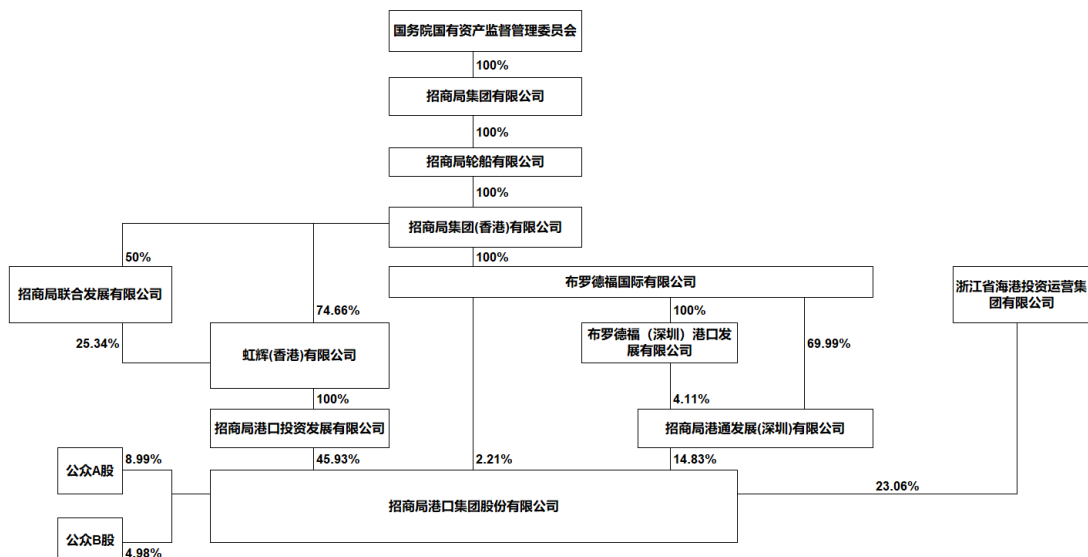 国务院国有资产监督管理委员会
100%
招商局集团有限公司
100%
招商局轮船有限公司
100%
招商局集团(香港)有限公司
50%
100%
招商局联合发展有限公司
布罗德福国际有限公司
浙江省海港投资运营集
团有限公司
74.66%
100%
25.34%
虹辉(香港)有限公司
布罗德福（深圳）港口发
展有限公司
69.99%
100%
4.11%
招商局港口投资发展有限公司
招商局港通发展(深圳)有限公司
公众A股
8.99%
45.93%
2.21%
14.83%
23.06%
招商局港口集团股份有限公司
公众B股
4.98%